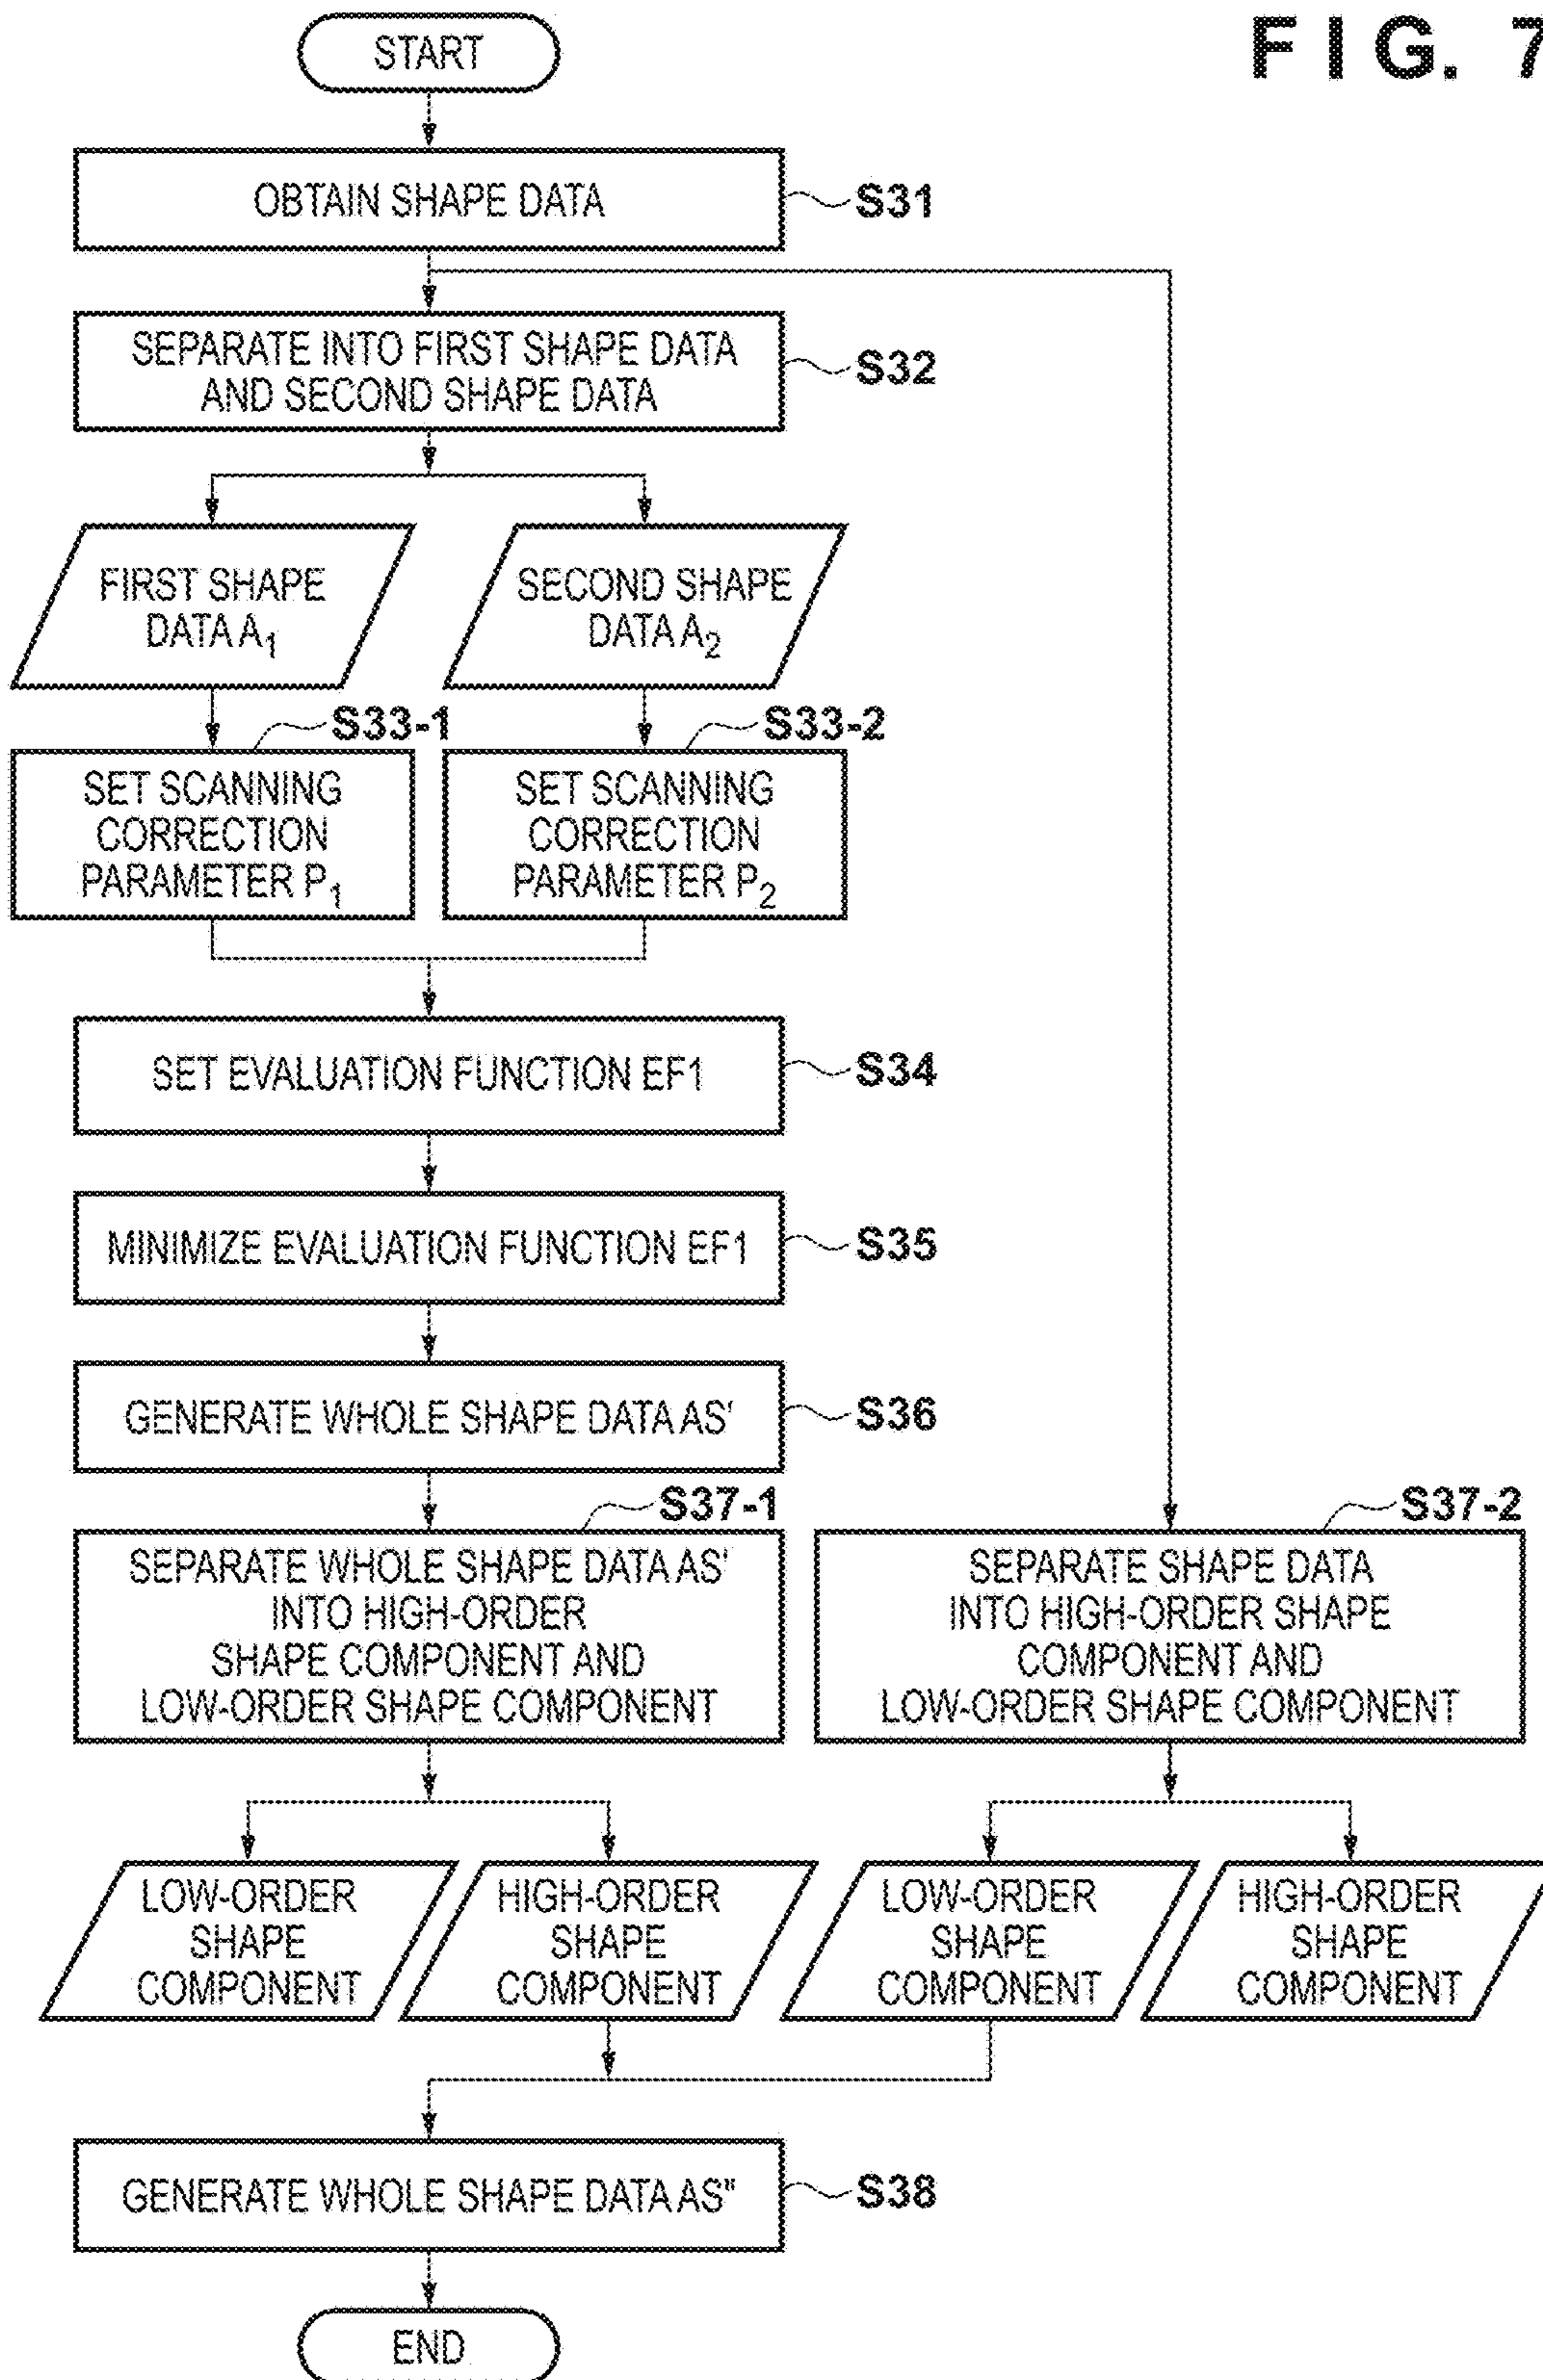 FIG. 7
START
OBTAIN SHAPE DATA
S31
SEPARATE INTO FIRST SHAPE DATA
AND SECOND SHAPE DATA
S32
FIRST SHAPE
DATA A1
SECOND SHAPE
DATA A2
S33-1
SET SCANNING
CORRECTION
PARAMETER P1
S33-2
SET SCANNING
CORRECTION
PARAMETER P2
SET EVALUATION FUNCTION EF1
S34
MINIMIZE EVALUATION FUNCTION EF1
S35
GENERATE WHOLE SHAPE DATA AS'
S36
S37-1
SEPARATE WHOLE SHAPE DATA AS'
INTO HIGH-ORDER
SHAPE COMPONENT AND
LOW-ORDER SHAPE COMPONENT
S37-2
SEPARATE SHAPE DATA
INTO HIGH-ORDER SHAPE
COMPONENT AND
LOW-ORDER SHAPE COMPONENT
LOW-ORDER
SHAPE
COMPONENT
HIGH-ORDER
SHAPE
COMPONENT
LOW-ORDER
SHAPE
COMPONENT
HIGH-ORDER
SHAPE
COMPONENT
GENERATE WHOLE SHAPE DATA AS"
S38
END